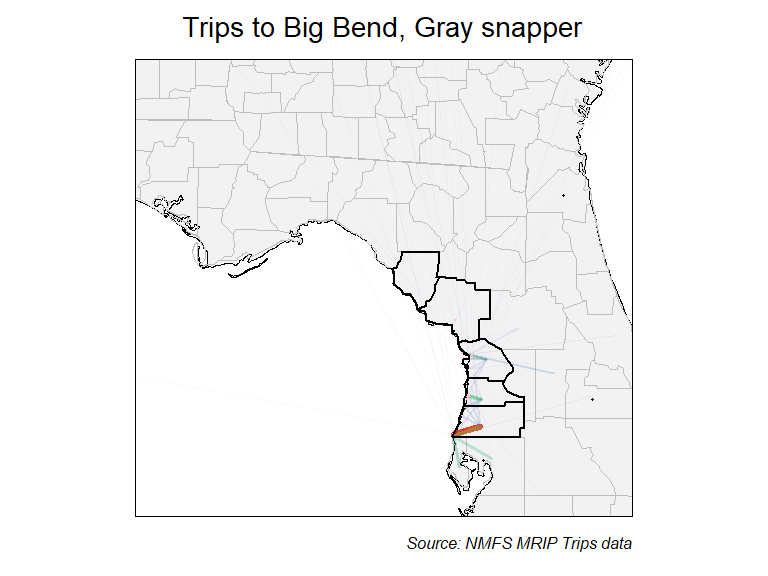 Trips to Big Bend, Gray snapper
Source: NMFS MRIP Trips data